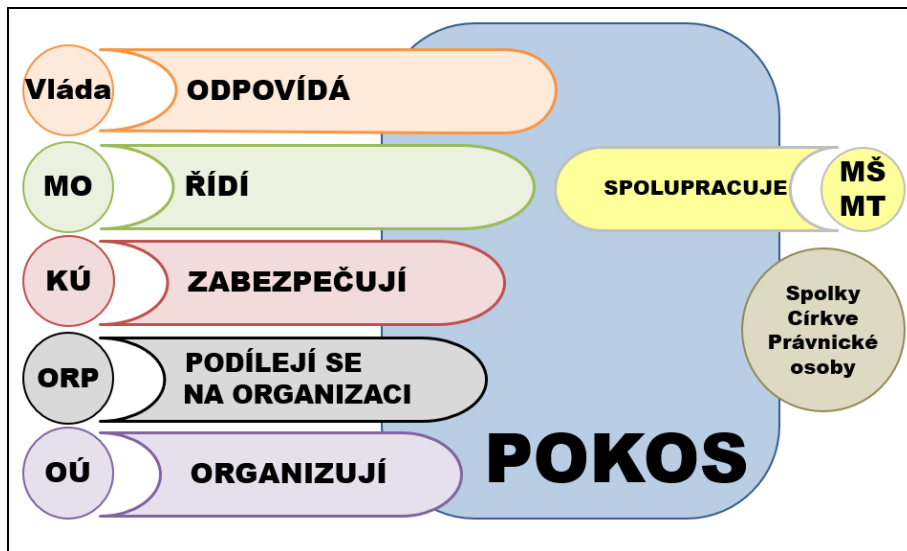 Vláda
ODPOVÍDÁ
MO
ŘÍDÍ
SPOLUPRACUJE
MŠ
MT
KÚ
ZABEZPEČUJÍ
Spolky
Církve
Právnické
osoby
ORP
PODÍLEJÍ SE
NA ORGANIZACI
OÚ
ORGANIZUJÍ
POKOS